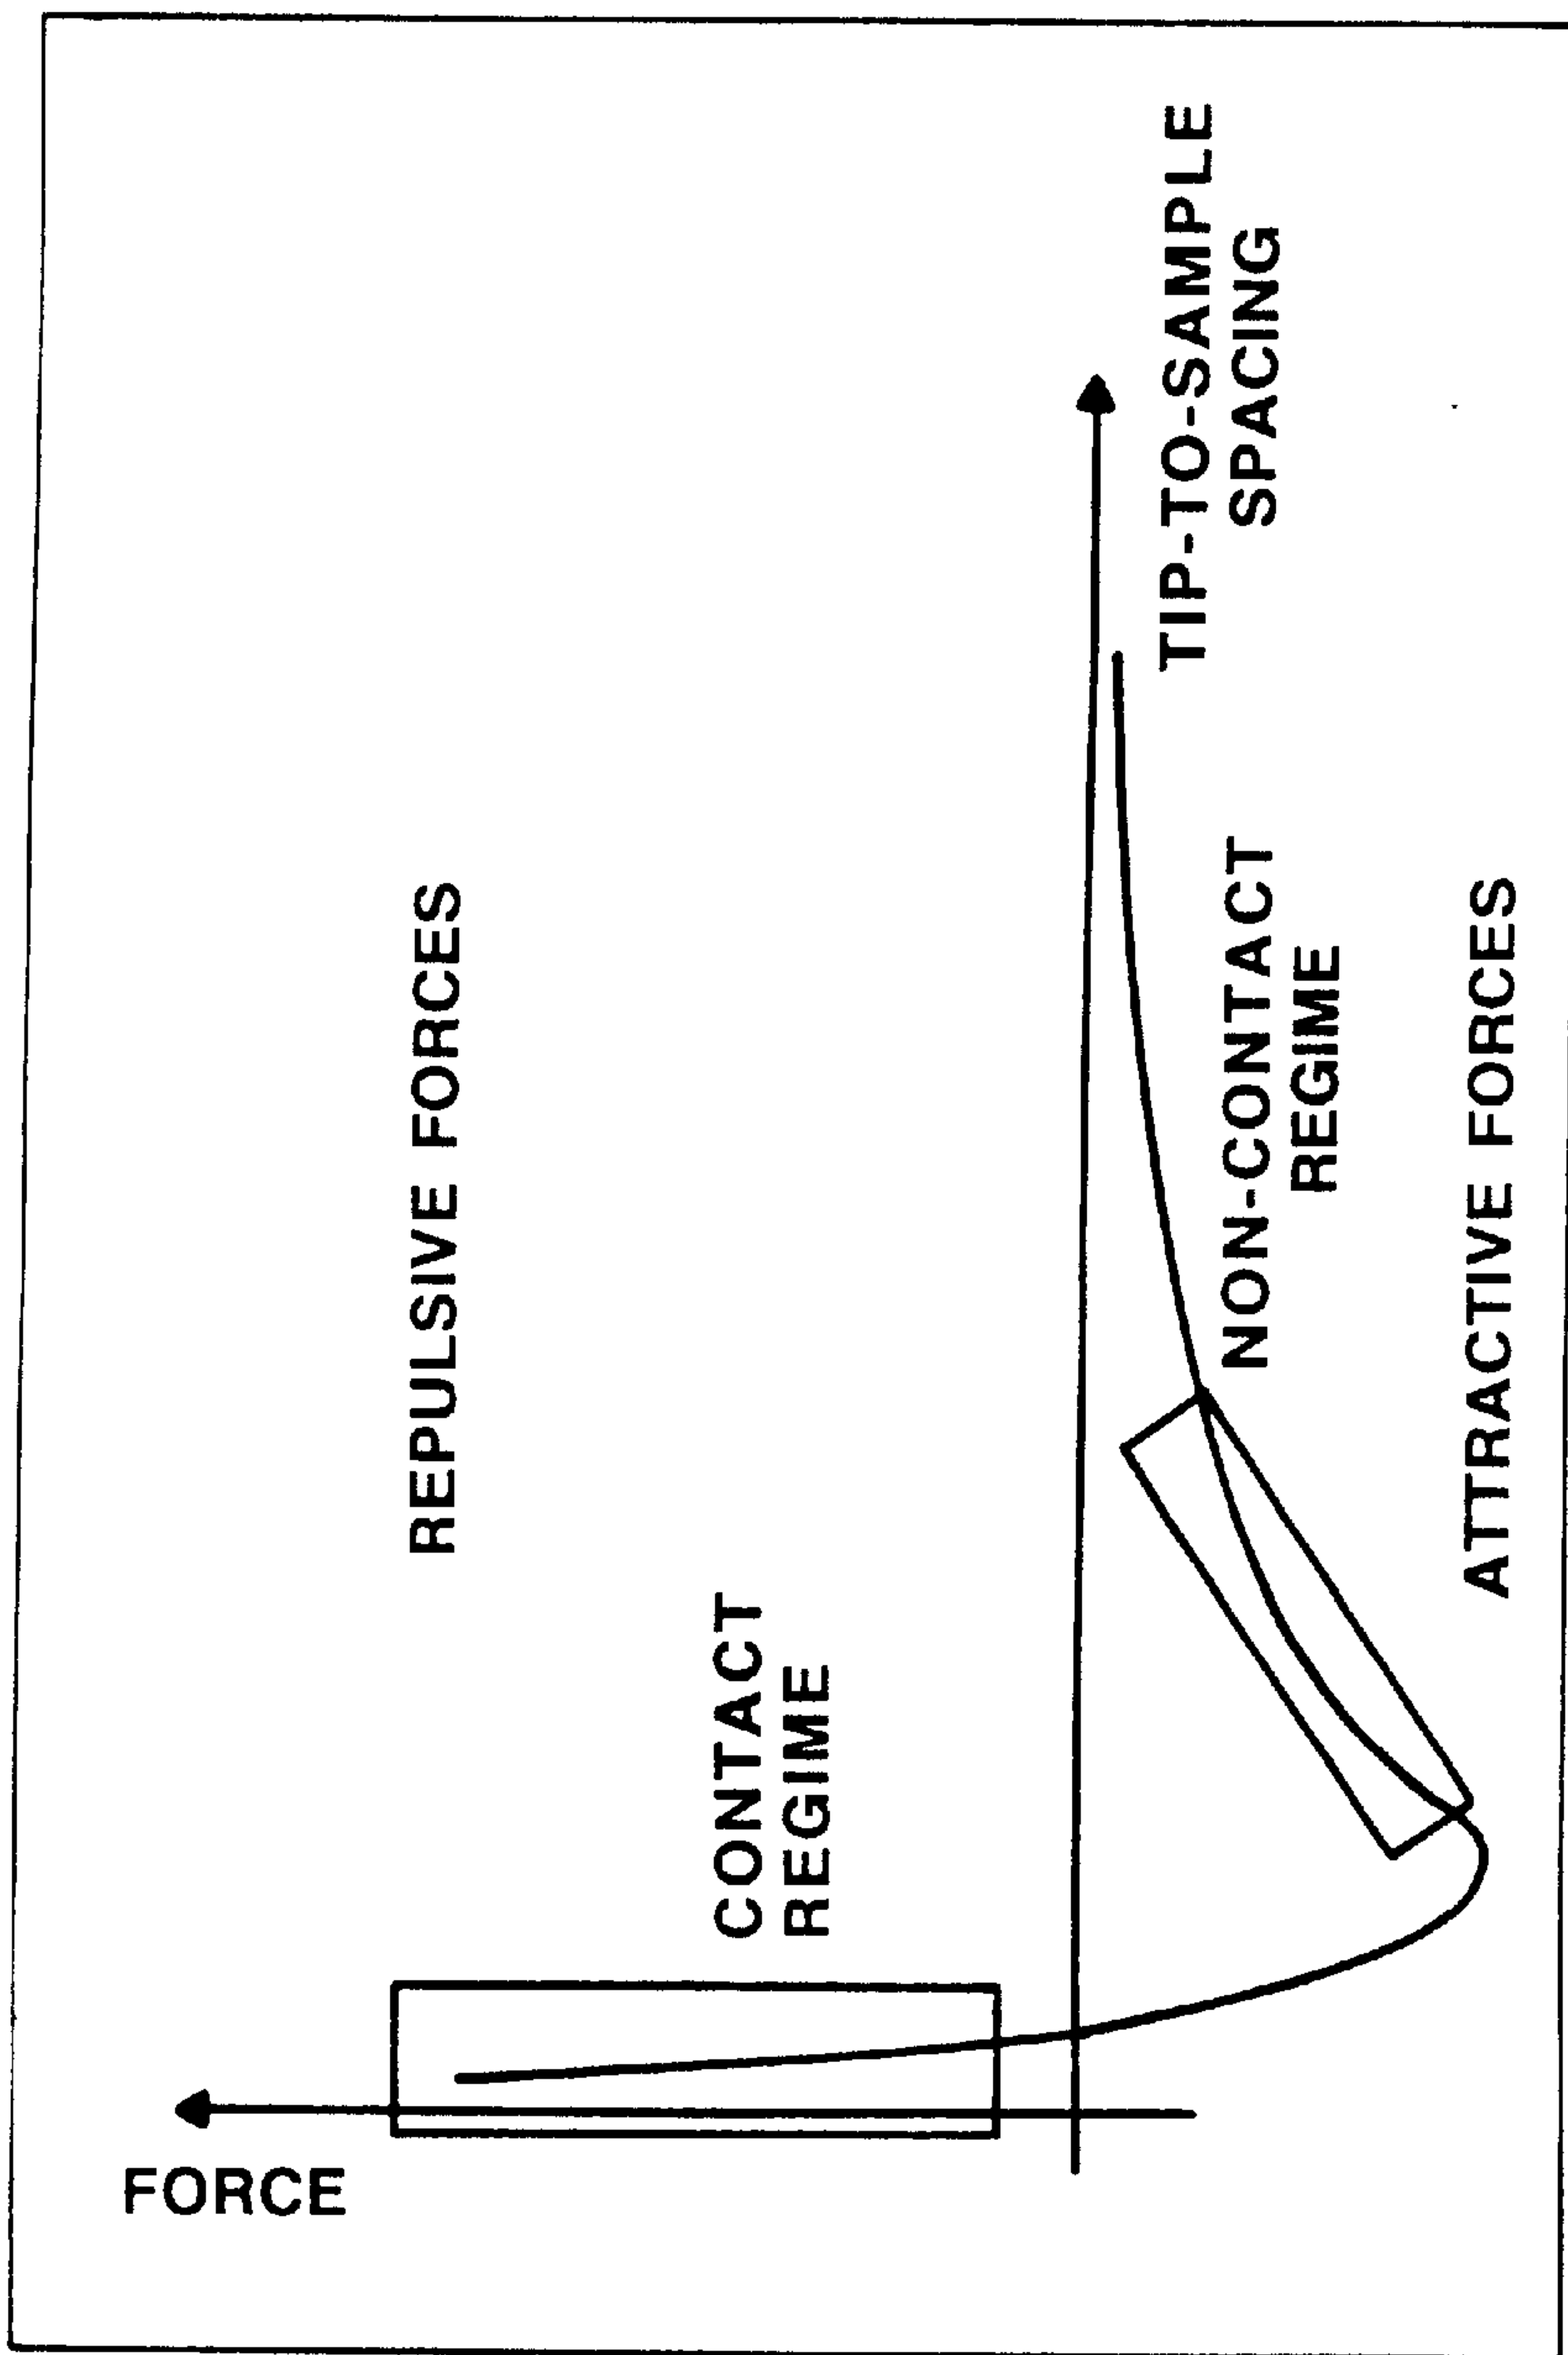 FORCE
REPULSIVE FORCES
CONTACT
REGIME
TIP-TO-SAMPLE
SPACING
NON-CONTACT
REGIME
ATTRACTIVE FORCES